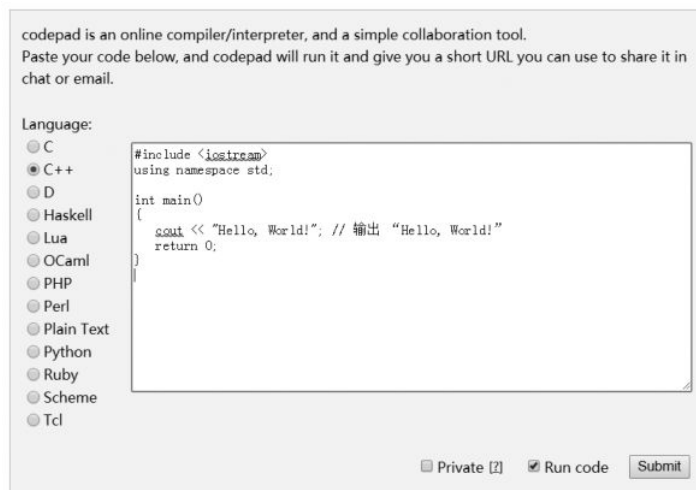 codepad is an online compiler/interpreter, and a simple collaboration tool.
Paste your code below, and codepad will run it and give you a short URL you can use to share it in
chat or email.
Language:
C
C++
D
Haskell
Lua
OCaml
PHP
Perl
Plain Text
Python
Ruby
Scheme
Tcl
#include <iostream>
using namespace std;
int main()
{
cout << "Hello, World!"; // 输出 “Hello, World!”
return 0;
}
Private [?]
Run code
Submit